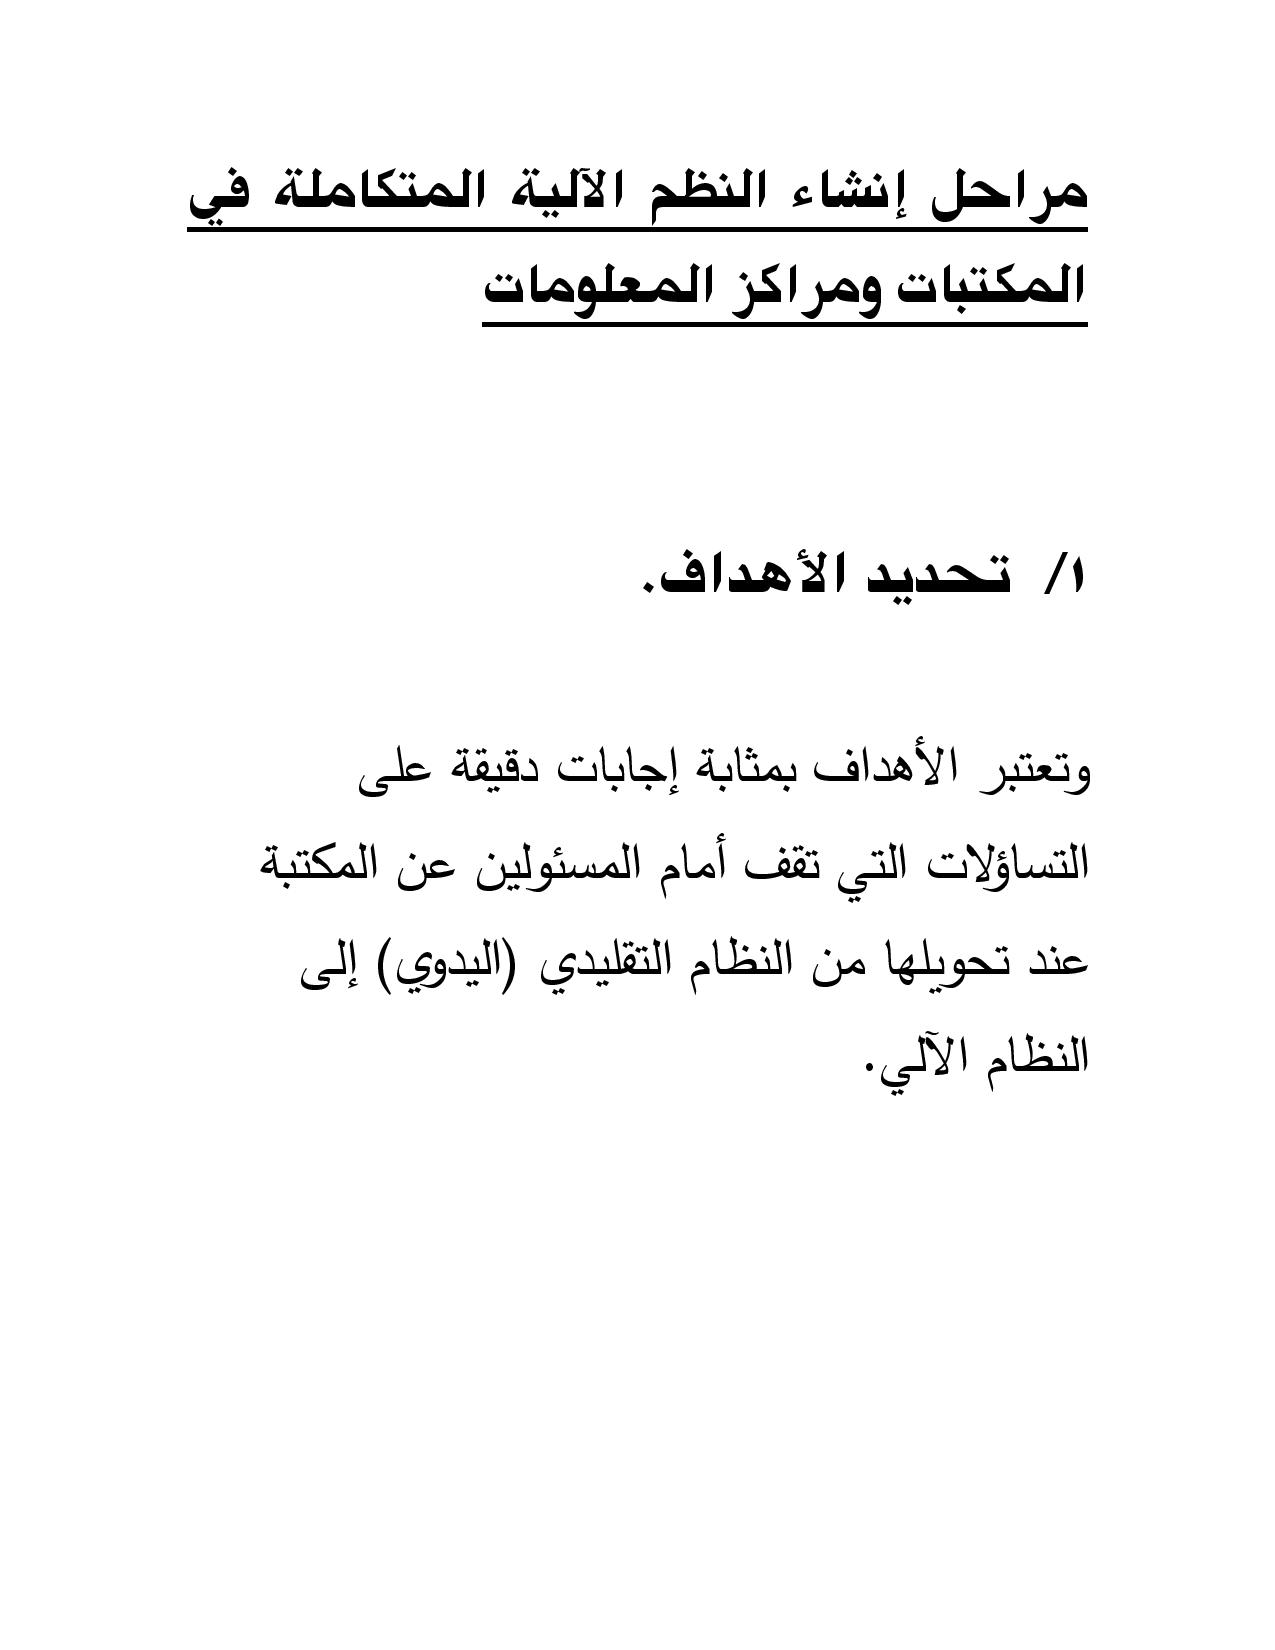 مراحل إنشاء النظم الآلية المتكاملة في
المكتبات ومراكز المعلومات
١/ تحديد الأهداف.
وتعتبر الأهداف بمثابة إجابات دقيقة على
التساؤلات التي تقف أمام المسئولين عن المكتبة
عند تحويلها من النظام التقليدي (اليدوي) إلى
النظام الآلي.